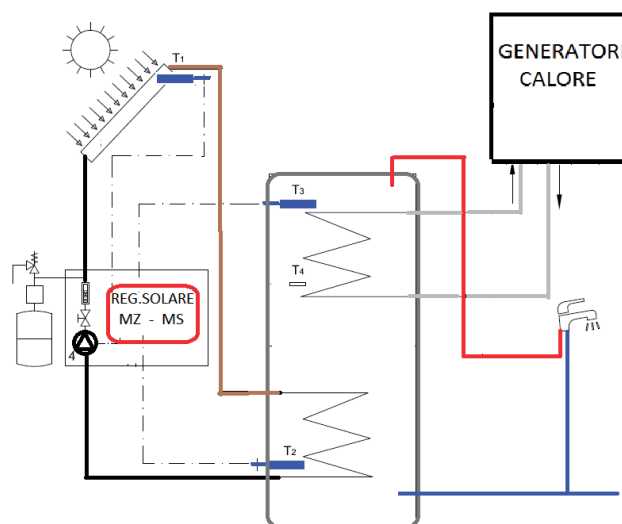 T1
GENERATORE
CALORE
T3
T4
REG.SOLARE
MZ - MS
4
T2